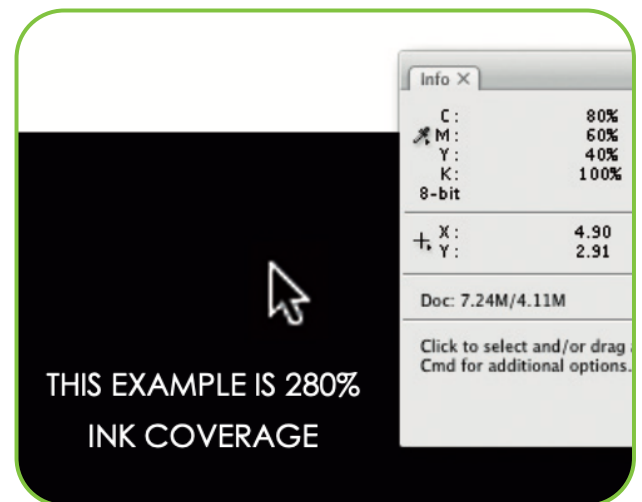 Info ×
C: 80%
M: 60%
Y: 40%
K: 100%
8-bit
X: 4.90
Y: 2.91
Doc: 7.24M/4.11M
Click to select and/or drag
Cmd for additional options.
THIS EXAMPLE IS 280%
INK COVERAGE